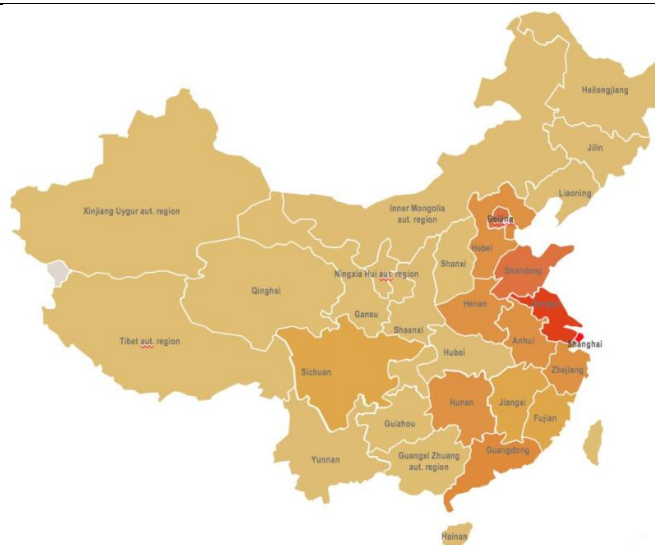 Hailongjiang
Jilin
Liaoning
Inner Mongolia
aut. region
Xinjiang Uygur aut. region
Hebei
Shanxi
Shandong
Ningxia Hui aut. region
Qinghai
Henan
Gansu
Shaanxi
Tibet aut. region
Anhui
Shanghai
Hubei
Sichuan
Zhejiang
Hunan
Jiangxi
Fujian
Guizhou
Guangdong
Yunnan
Guangxi Zhuang
aut. region
Hainan